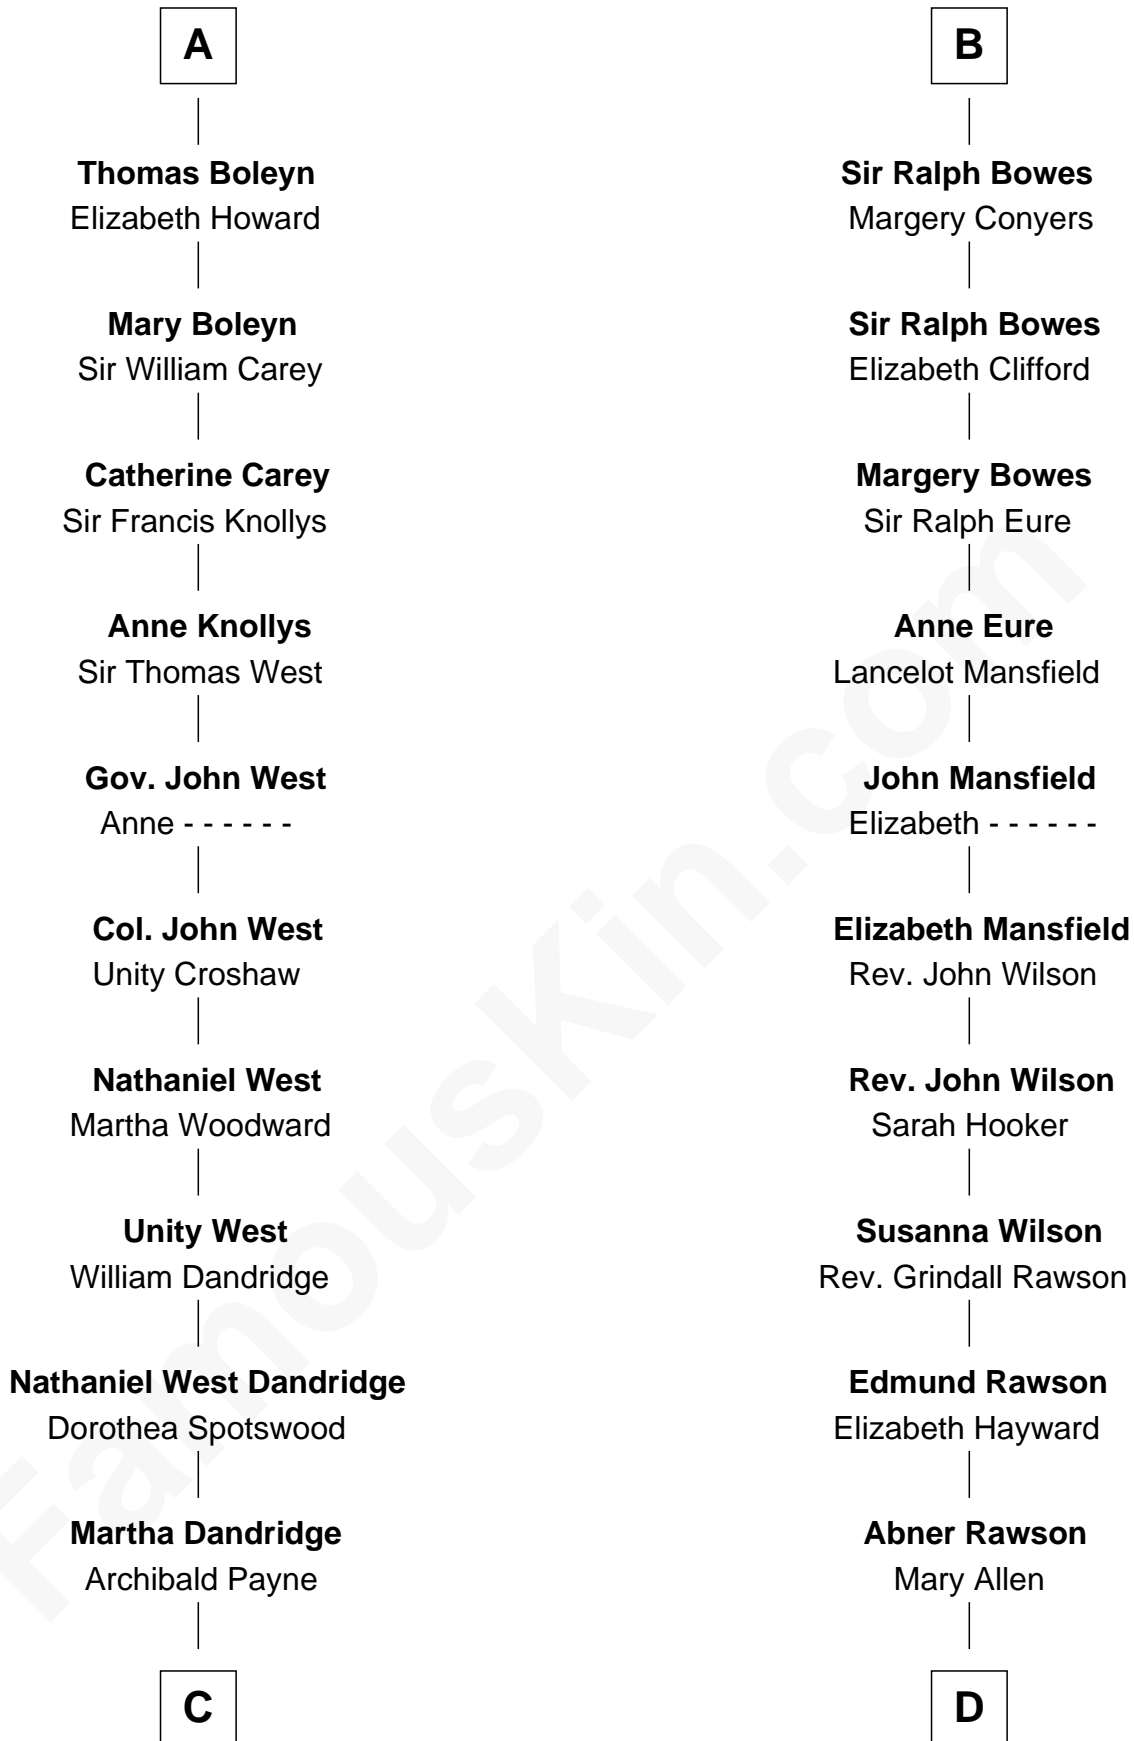 A
Thomas Boleyn
Elizabeth Howard
Mary Boleyn
Sir William Carey
Catherine Carey
Sir Francis Knollys
Anne Knollys
Sir Thomas West
Gov. John West
Anne - - - - - -
Col. John West
Unity Croshaw
Nathaniel West
Martha Woodward
Unity West
William Dandridge
Nathaniel West Dandridge
Dorothea Spotswood
Martha Dandridge
Archibald Payne
C
B
Sir Ralph Bowes
Margery Conyers
Sir Ralph Bowes
Elizabeth Clifford
Margery Bowes
Sir Ralph Eure
Anne Eure
Lancelot Mansfield
John Mansfield
Elizabeth - - - - - -
Elizabeth Mansfield
Rev. John Wilson
Rev. John Wilson
Sarah Hooker
Susanna Wilson
Rev. Grindall Rawson
Edmund Rawson
Elizabeth Hayward
Abner Rawson
Mary Allen
D
FamousKin.com